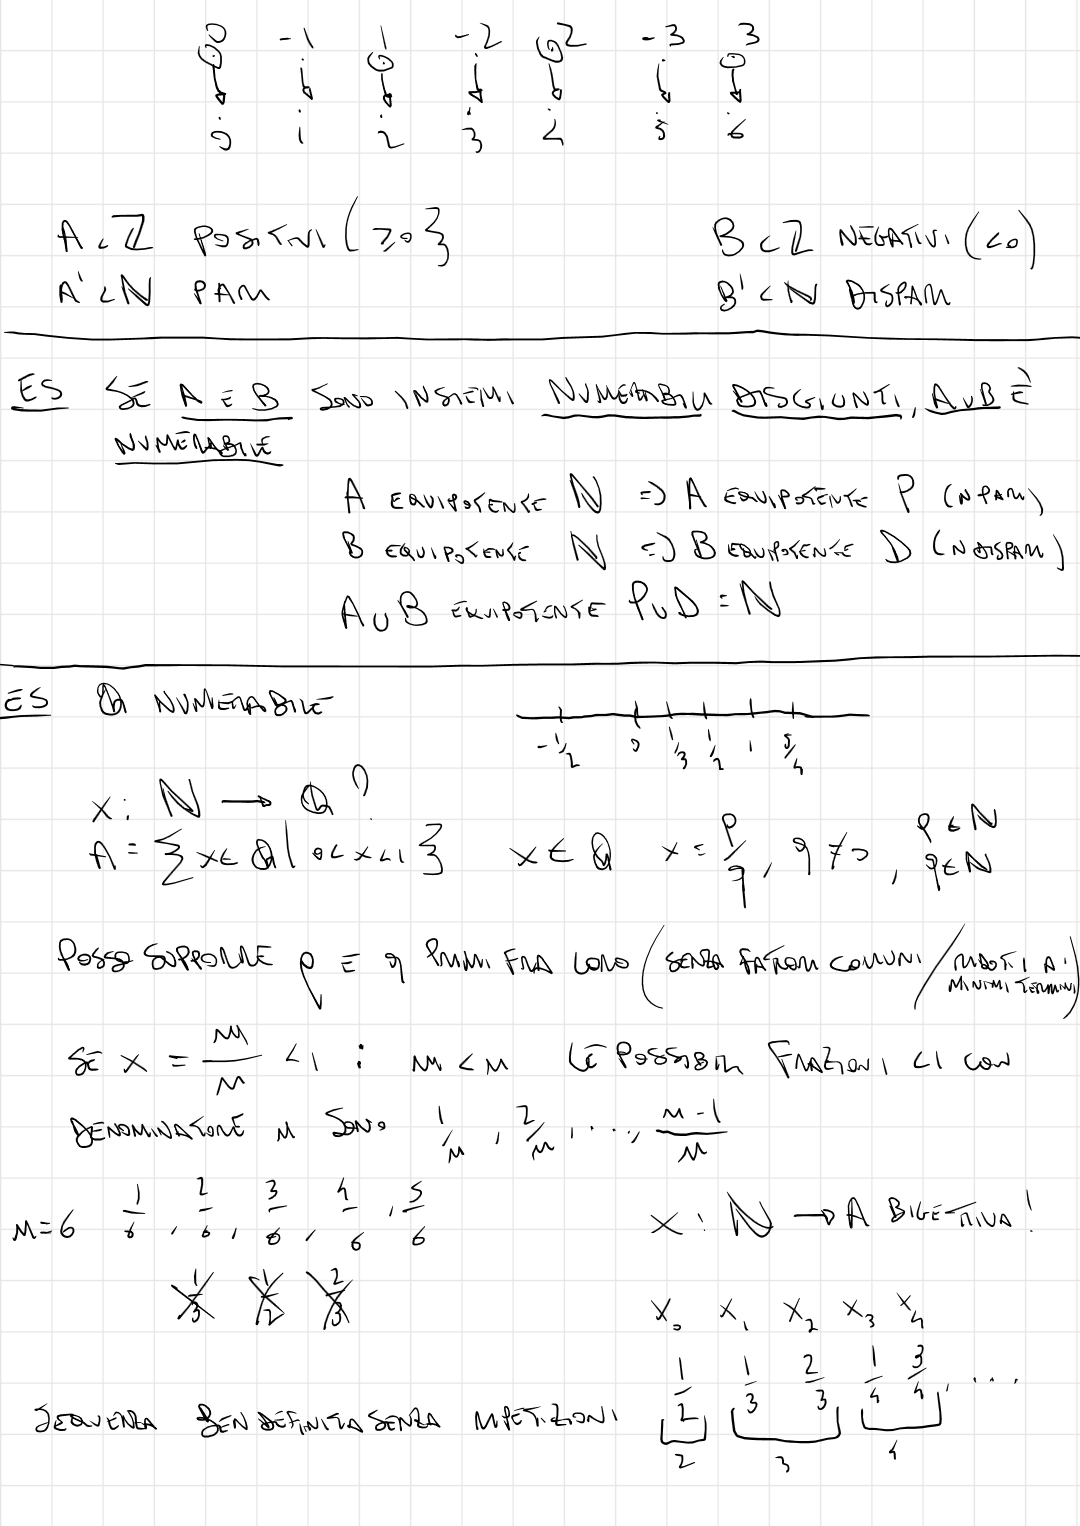 0 -1 1 -2 2 -3 3
0 1 2 3 4 5 6
A ⊂ ℤ POSITIVI (≥0} B ⊂ ℤ NEGATIVI (<0)
A' ⊂ ℕ PARI B' ⊂ ℕ DISPARI
ES SE A E B SONO INSIEMI NUMERABILI DISGIUNTI, A∪B È
NUMERABILE
A EQUIPOTENTE ℕ => A EQUIPOTENTE P (N PARI)
B EQUIPOTENTE ℕ => B EQUIPOTENTE D (N DISPARI)
A∪B EQUIPOTENTE P∪D = ℕ
ES ℚ NUMERABILE
-1/2 0 1/3 1/2 1 5/4
x: ℕ → ℚ ?
A = {x ∈ ℚ | 0<x<1} x ∈ ℚ x = p/q, q ≠ 0, p ∈ ℕ q ∈ ℕ
POSSO SUPPORRE p E q PRIMI FRA LORO (SENZA FATTORI COMUNI / RIDOTTI AI MINIMI TERMINI)
SE x = m/n <1 : m < n LE POSSIBILI FRAZIONI <1 CON
DENOMINATORE n SONO 1/n, 2/n, ..., n-1/n
n=6 1/6, 2/6, 3/6, 4/6, 5/6 x: ℕ → A BIGETTIVA!
1/3 1/2 2/3
x₀ x₁ x₂ x₃ x₄
1/2 1/3 2/3 1/4 3/4, ...
SEQUENZA BEN DEFINITA SENZA RIPETIZIONI
2 3 4